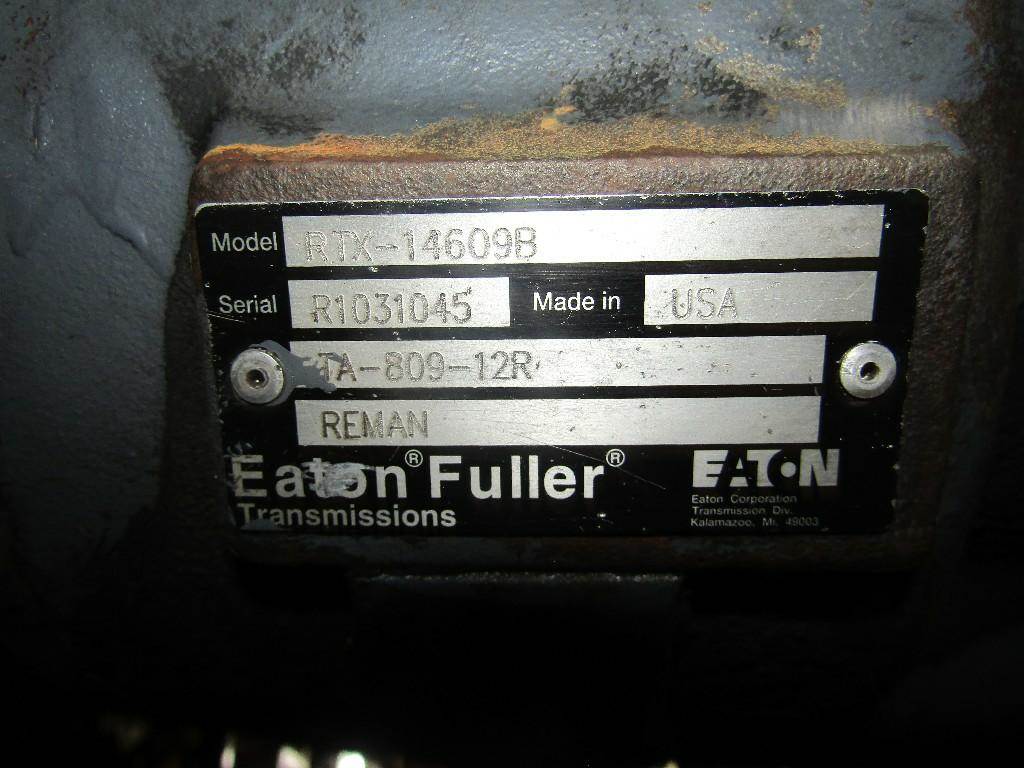 Model RTX-14609B
Serial R1031045 Made in USA
TA-809-12R
REMAN
Eaton® Fuller®
Transmissions
EATON
Eaton Corporation
Transmission Div.
Kalamazoo, Mi. 49003